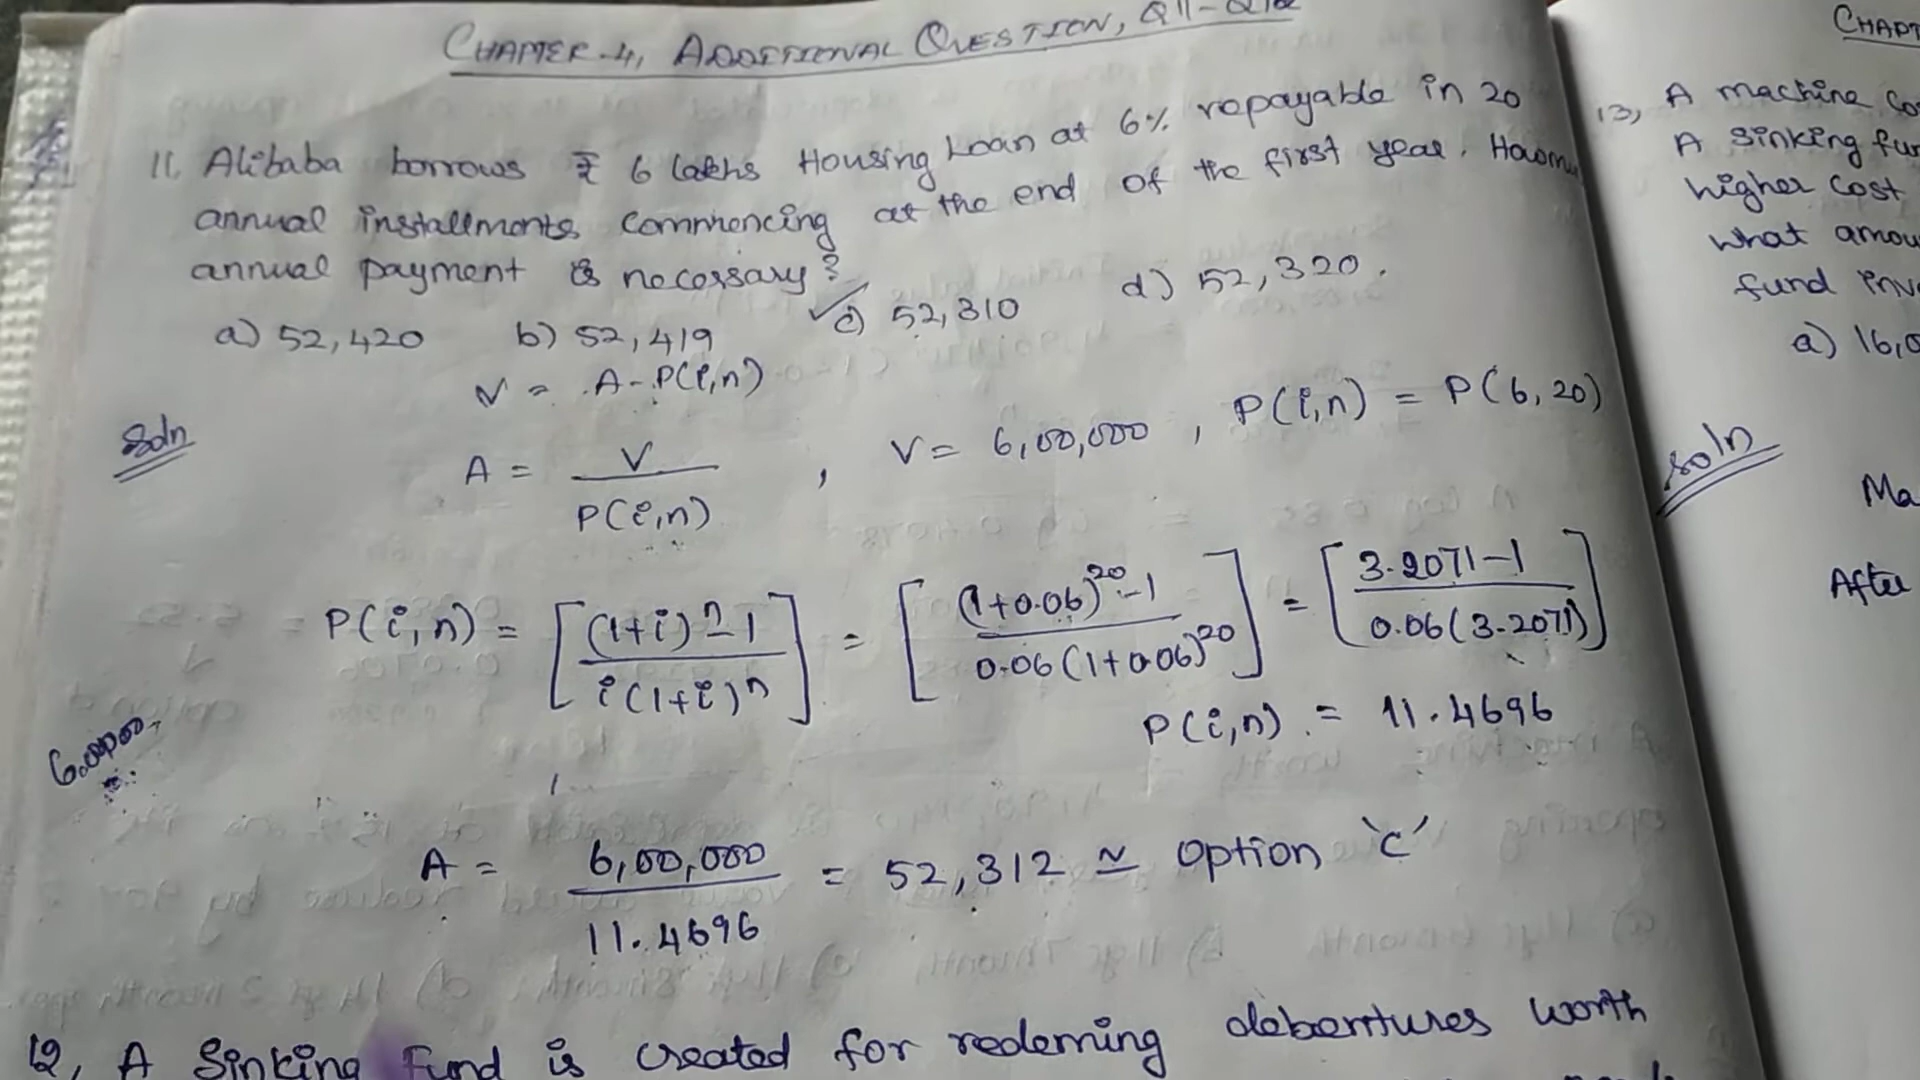 CHAPTER-4, ADDITIONAL QUESTION, Q11-Q12
11. Alibaba borrows ₹ 6 lakhs Housing Loan at 6% repayable in 20
annual installments commencing at the end of the first year. How
annual payment is necessary?
a) 52,420 b) 52,419 ✓c) 52,310 d) 52,320.
Soln
V = A·P(i,n)
A = V / P(i,n) , V = 6,00,000 , P(i,n) = P(6,20)
P(i,n) = [(1+i)^n - 1 / i(1+i)^n] = [(1+0.06)^20 - 1 / 0.06(1+0.06)^20] = [3.2071-1 / 0.06(3.2071)]
P(i,n) = 11.4696
A = 6,00,000 / 11.4696 = 52,312 ≃ option 'c'
12, A Sinking Fund is created for redeming debentures worth
CHAPT
13, A machine Co
A Sinking fu
higher Cost
what amou
fund inv
a) 16,0
Soln
Ma
After